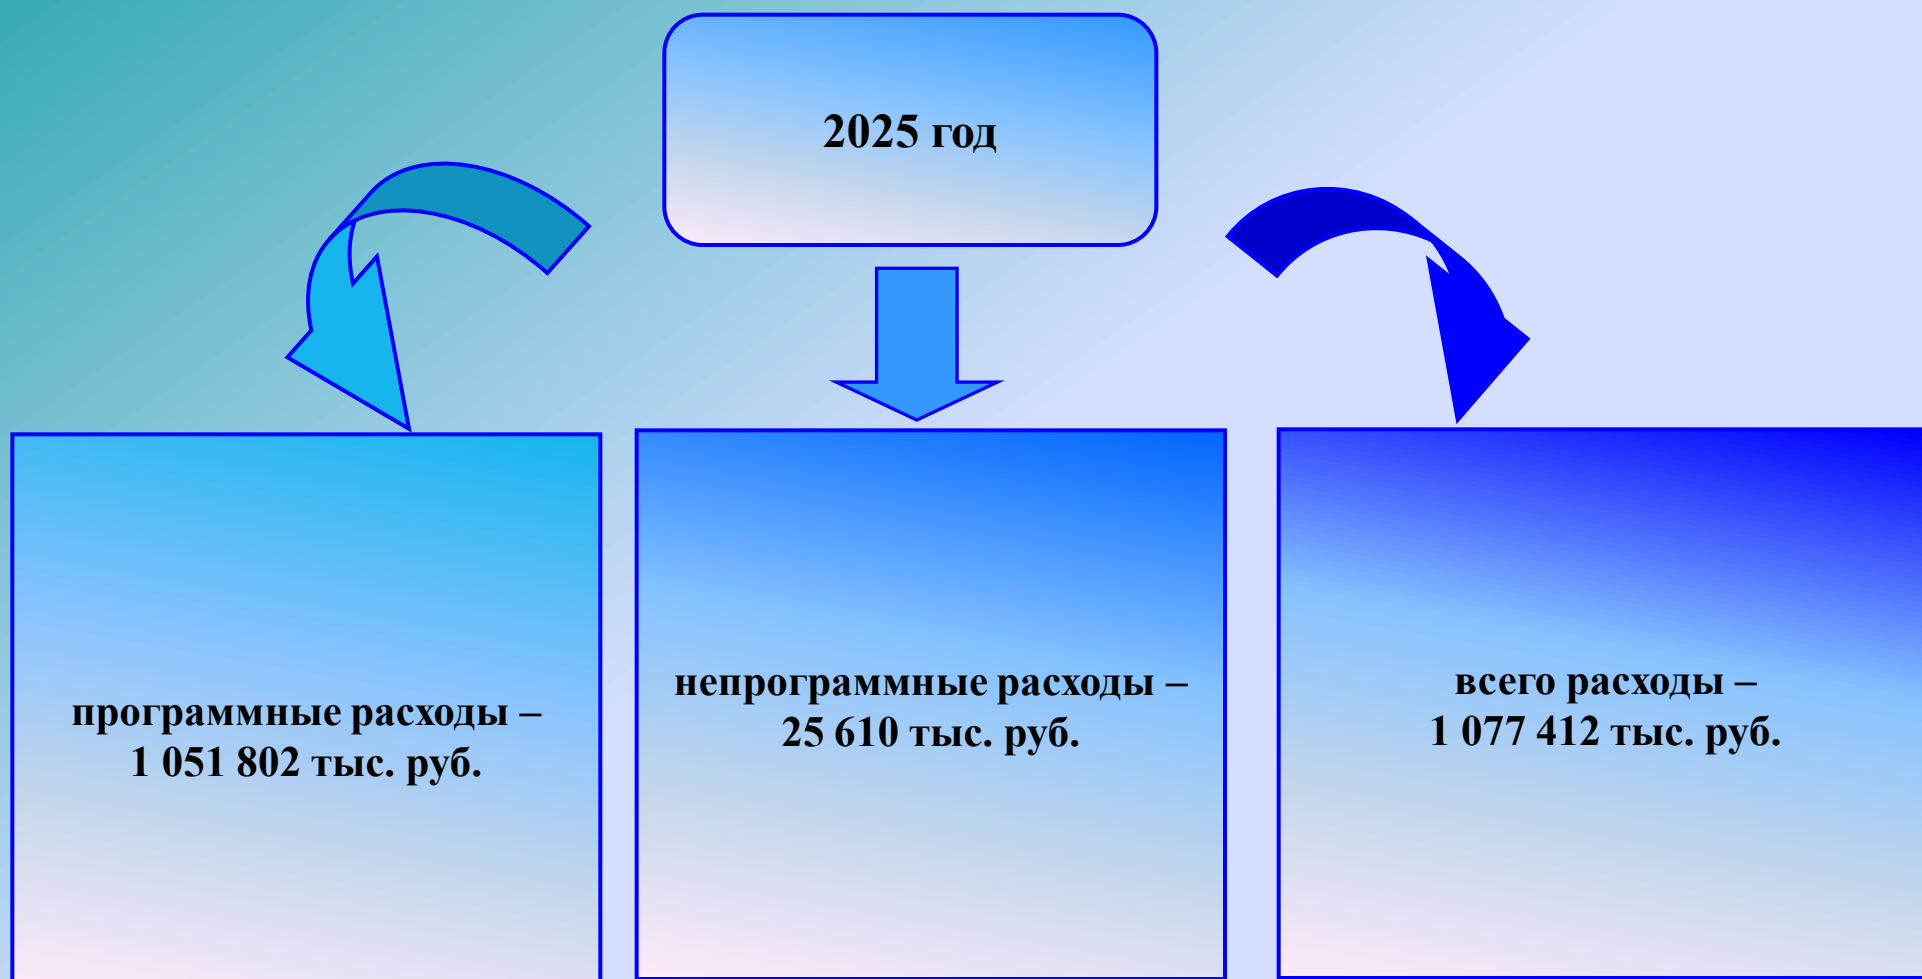 2025 год
программные расходы –
1 051 802 тыс. руб.
непрограммные расходы –
25 610 тыс. руб.
всего расходы –
1 077 412 тыс. руб.